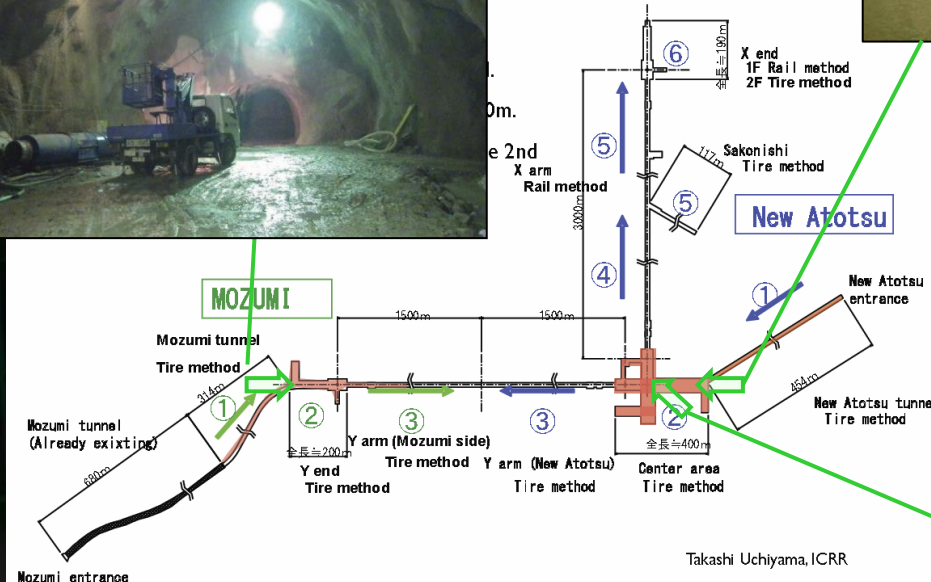 0m.
e 2nd
X arm
Rail method
⑥
全長≒190m
X end
1F Rail method
2F Tire method
⑤
3000m
117m
Sakonishi
Tire method
⑤
New Atotsu
④
①
New Atotsu
entrance
454m
New Atotsu tunne
Tire method
MOZUMI
1500m
1500m
Mozumi tunnel
Tire method
314m
①
Mozumi tunnel
(Already exixting)
680m
Mozumi entrance
②
全長≒200m
Y end
Tire method
③
Y arm (Mozumi side)
Tire method
③
Y arm (New Atotsu)
Tire method
②
全長≒400m
Center area
Tire method
Takashi Uchiyama, ICRR